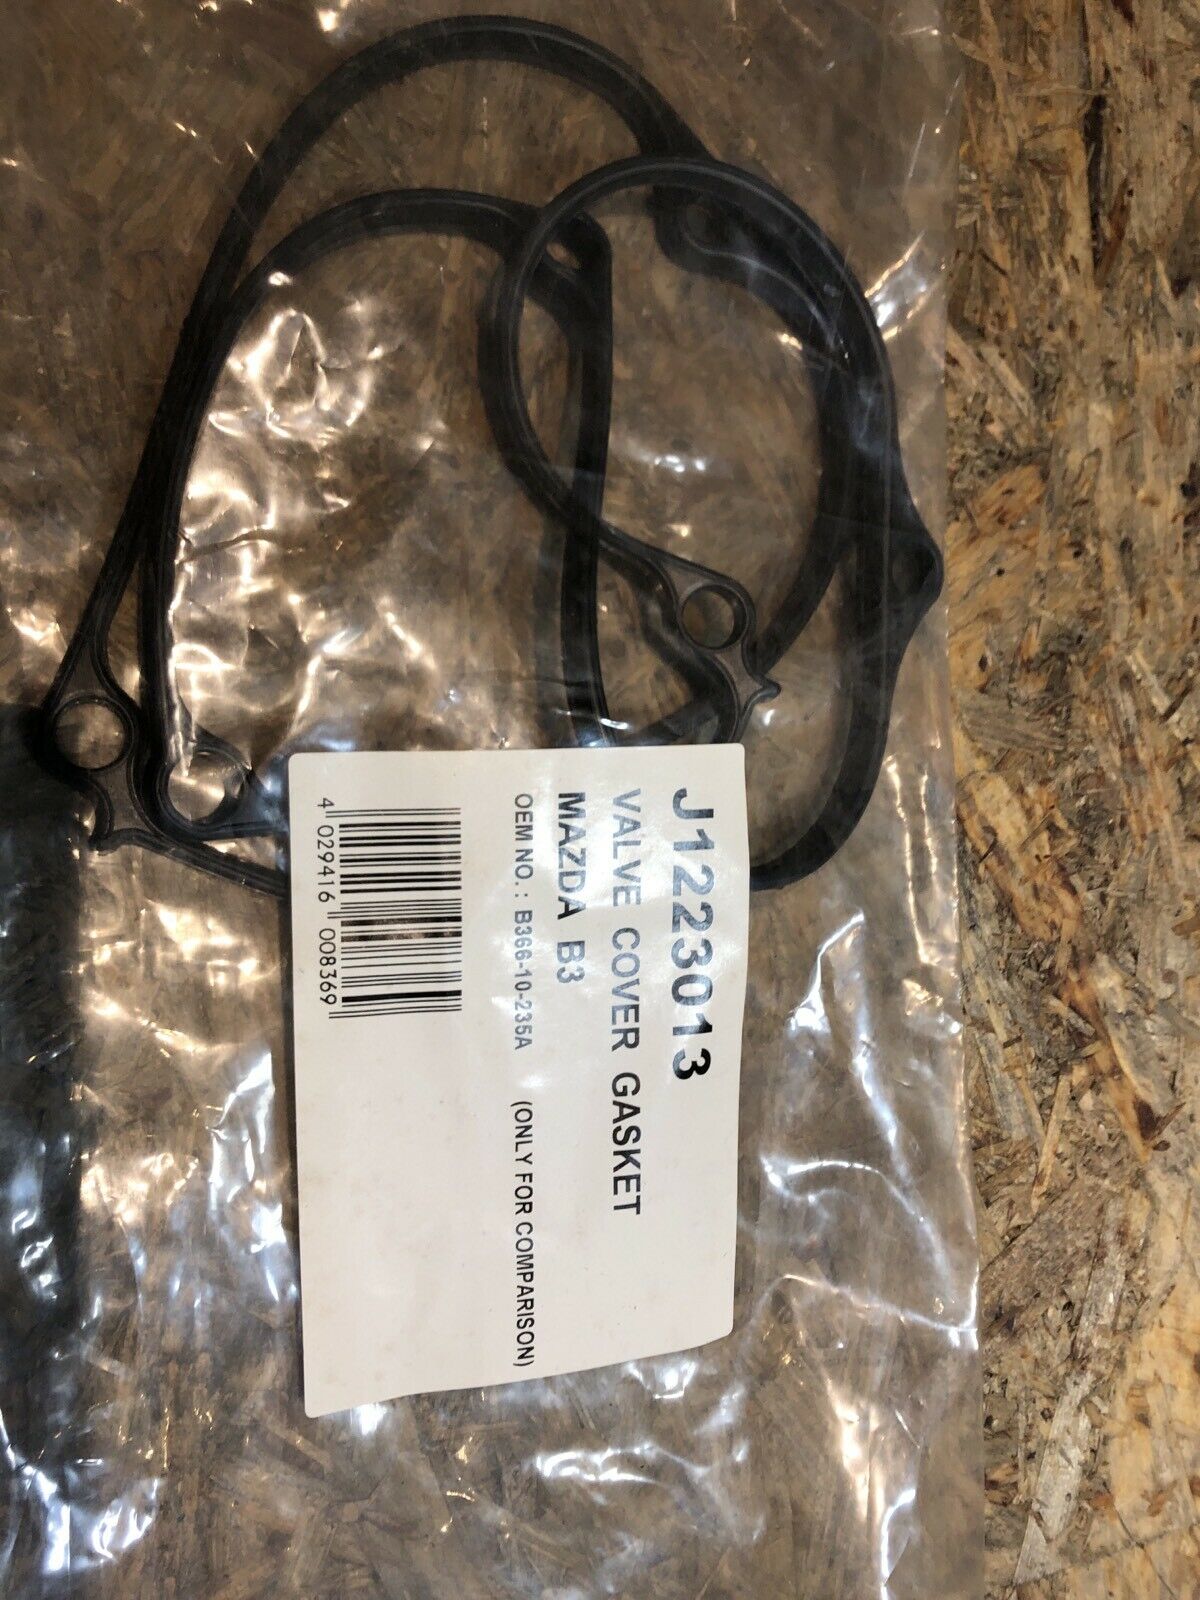 J1223013
VALVE COVER GASKET
MAZDA B3
OEM NO.: B366-10-235A (ONLY FOR COMPARISON)
4 029416 008369